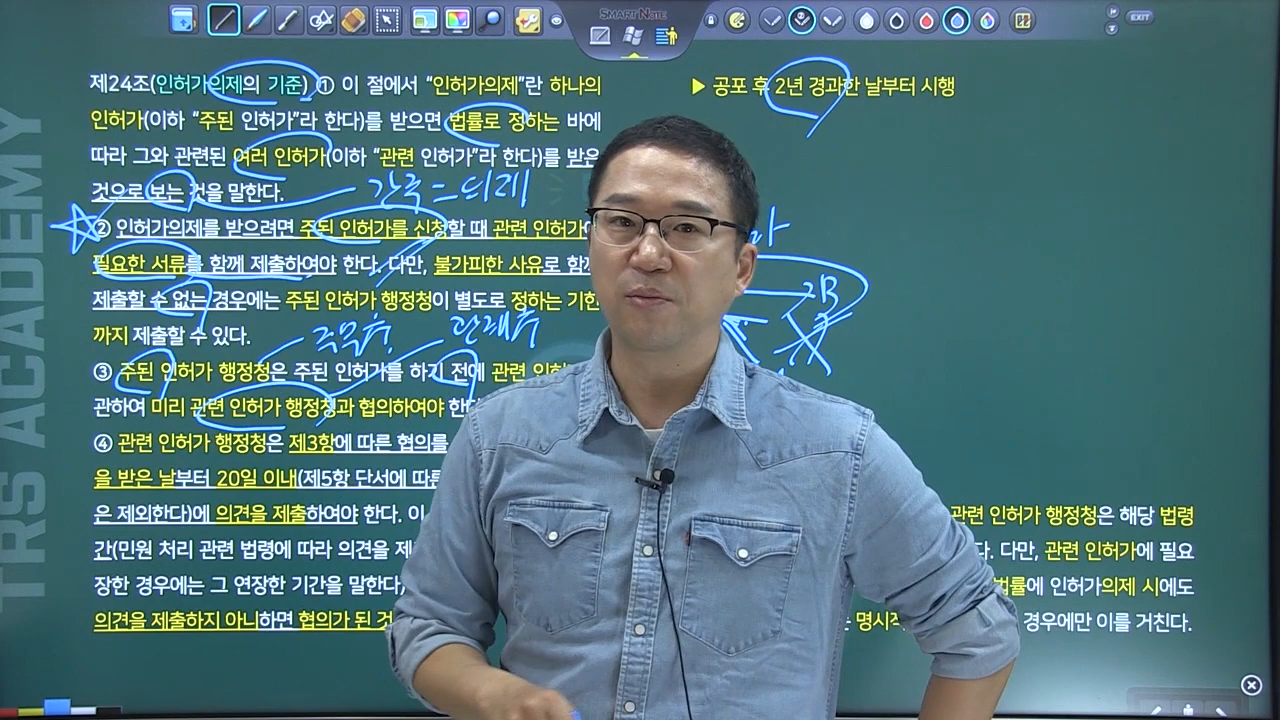 SMART NOTE
EXIT
TRS ACADEMY
제24조(인허가의제의 기준) ① 이 절에서 “인허가의제”란 하나의
인허가(이하 “주된 인허가”라 한다)를 받으면 법률로 정하는 바에
따라 그와 관련된 여러 인허가(이하 “관련 인허가”라 한다)를 받은
것으로 보는 것을 말한다.
간주=의제
② 인허가의제를 받으려면 주된 인허가를 신청할 때 관련 인허가에
필요한 서류를 함께 제출하여야 한다. 다만, 불가피한 사유로 함께
제출할 수 없는 경우에는 주된 인허가 행정청이 별도로 정하는 기한
까지 제출할 수 있다.
③ 주된 인허가 행정청은 주된 인허가를 하기 전에 관련 인허
관하여 미리 관련 인허가 행정청과 협의하여야 한
④ 관련 인허가 행정청은 제3항에 따른 협의를
을 받은 날부터 20일 이내(제5항 단서에 따른
은 제외한다)에 의견을 제출하여야 한다. 이
간(민원 처리 관련 법령에 따라 의견을 제
장한 경우에는 그 연장한 기간을 말한다)
의견을 제출하지 아니하면 협의가 된 것
▶ 공포 후 2년 경과한 날부터 시행
관련 인허가 행정청은 해당 법령
다. 다만, 관련 인허가에 필요
법률에 인허가의제 시에도
는 명시적 경우에만 이를 거친다.